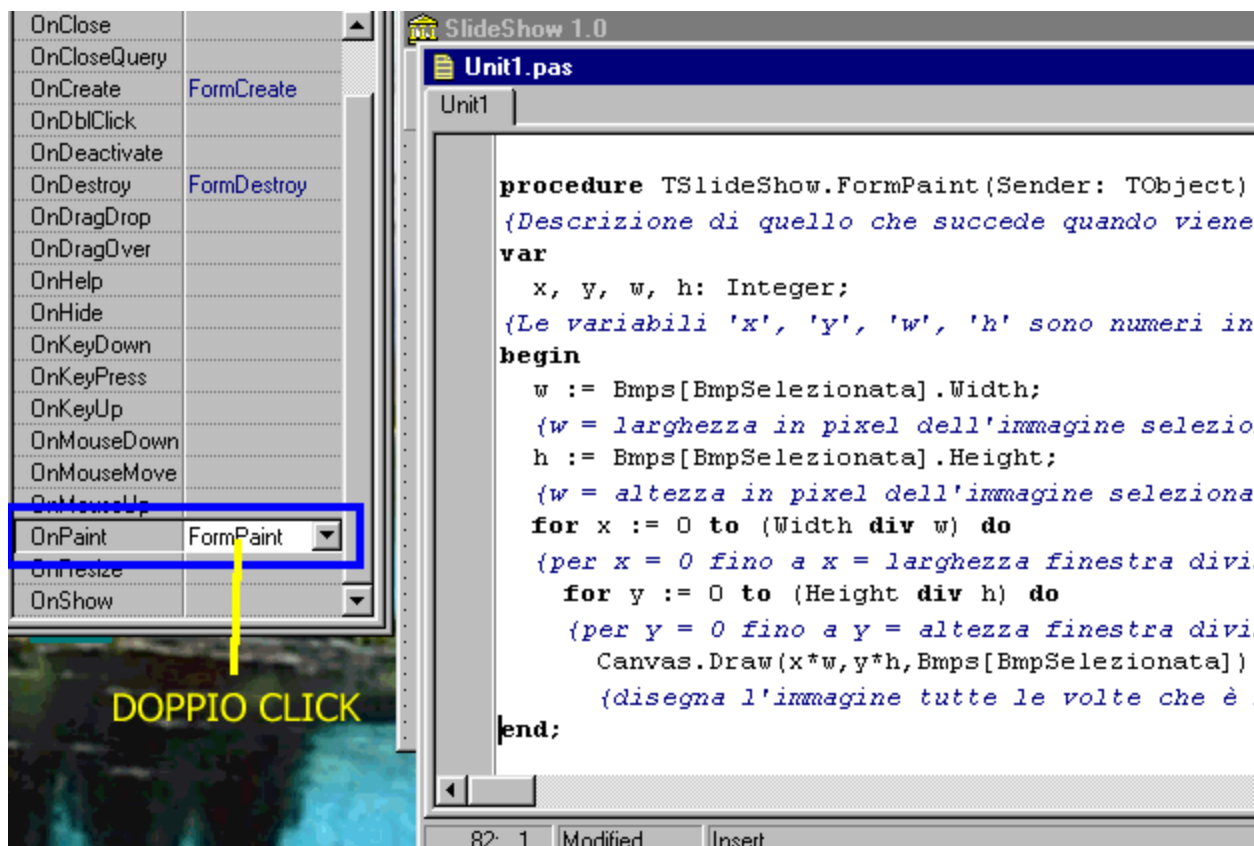 OnClose
OnCloseQuery
OnCreate FormCreate
OnDblClick
OnDeactivate
OnDestroy FormDestroy
OnDragDrop
OnDragOver
OnHelp
OnHide
OnKeyDown
OnKeyPress
OnKeyUp
OnMouseDown
OnMouseMove
OnMouseUp
OnPaint FormPaint
OnResize
OnShow
DOPPIO CLICK
SlideShow 1.0
Unit1.pas
Unit1
procedure TSlideShow.FormPaint(Sender: TObject)
{Descrizione di quello che succede quando viene
var
x, y, w, h: Integer;
{Le variabili 'x', 'y', 'w', 'h' sono numeri in
begin
w := Bmps[BmpSelezionata].Width;
{w = larghezza in pixel dell'immagine selezio
h := Bmps[BmpSelezionata].Height;
{w = altezza in pixel dell'immagine seleziona
for x := 0 to (Width div w) do
{per x = 0 fino a x = larghezza finestra divi
for y := 0 to (Height div h) do
{per y = 0 fino a y = altezza finestra divi
Canvas.Draw(x*w,y*h,Bmps[BmpSelezionata])
{disegna l'immagine tutte le volte che è
end;
82: 1 Modified Insert